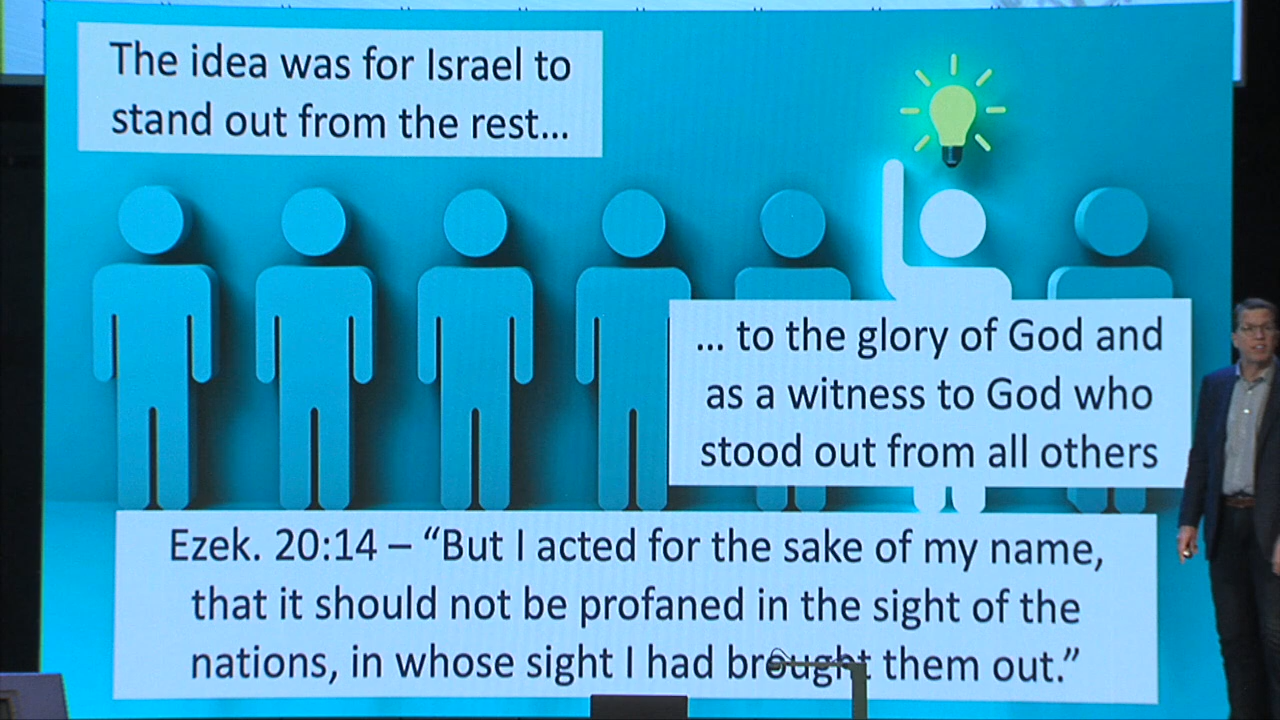 The idea was for Israel to
stand out from the rest...
... to the glory of God and
as a witness to God who
stood out from all others
Ezek. 20:14 – “But I acted for the sake of my name,
that it should not be profaned in the sight of the
nations, in whose sight I had brought them out.”